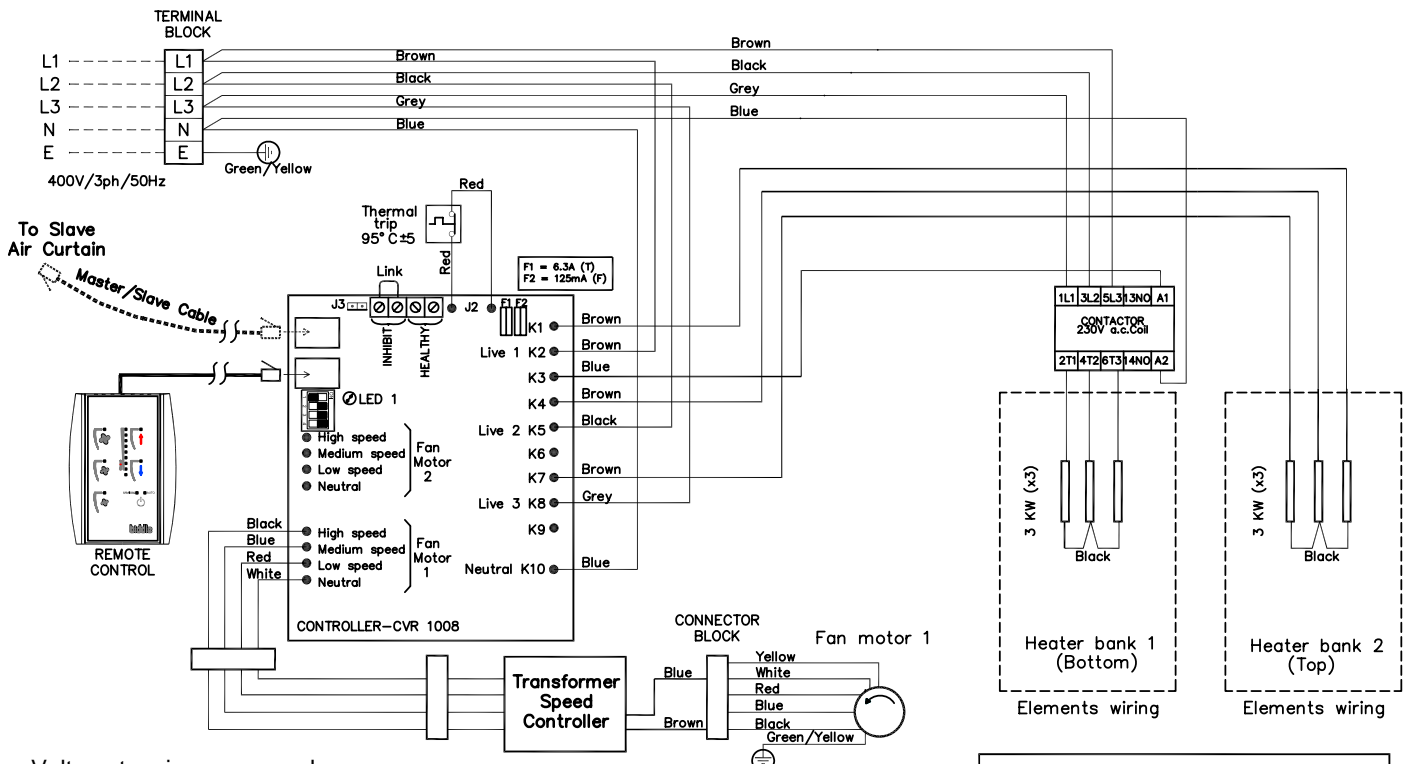 TERMINAL
BLOCK
L1 L1 Brown Brown
L2 L2 Black Black
L3 L3 Grey Grey
N N Blue Blue
E E
Green/Yellow
400V/3ph/50Hz
To Slave
Air Curtain
Master/Slave Cable
Thermal
trip
95°C±5
Red
Red
Link
F1 = 6.3A (T)
F2 = 125mA (F)
J3
J2
F1 F2
INHIBIT
HEALTHY
K1 Brown
Live 1 K2 Brown
K3 Blue
K4 Brown
Live 2 K5 Black
K6
K7 Brown
Live 3 K8 Grey
K9
Neutral K10 Blue
LED 1
High speed
Medium speed
Low speed
Neutral
Fan
Motor
2
Black High speed
Blue Medium speed
Red Low speed
White Neutral
Fan
Motor
1
CONTROLLER-CVR 1008
biddle
REMOTE
CONTROL
1L1 3L2 5L3 13NO A1
CONTACTOR
230V a.c.Coil
2T1 4T2 6T3 14NO A2
3 KW (x3)
Black
Heater bank 1
(Bottom)
Elements wiring
3 KW (x3)
Black
Heater bank 2
(Top)
Elements wiring
Transformer
Speed
Controller
Blue
Brown
CONNECTOR
BLOCK
Fan motor 1
Yellow
White
Red
Blue
Black
Green/Yellow